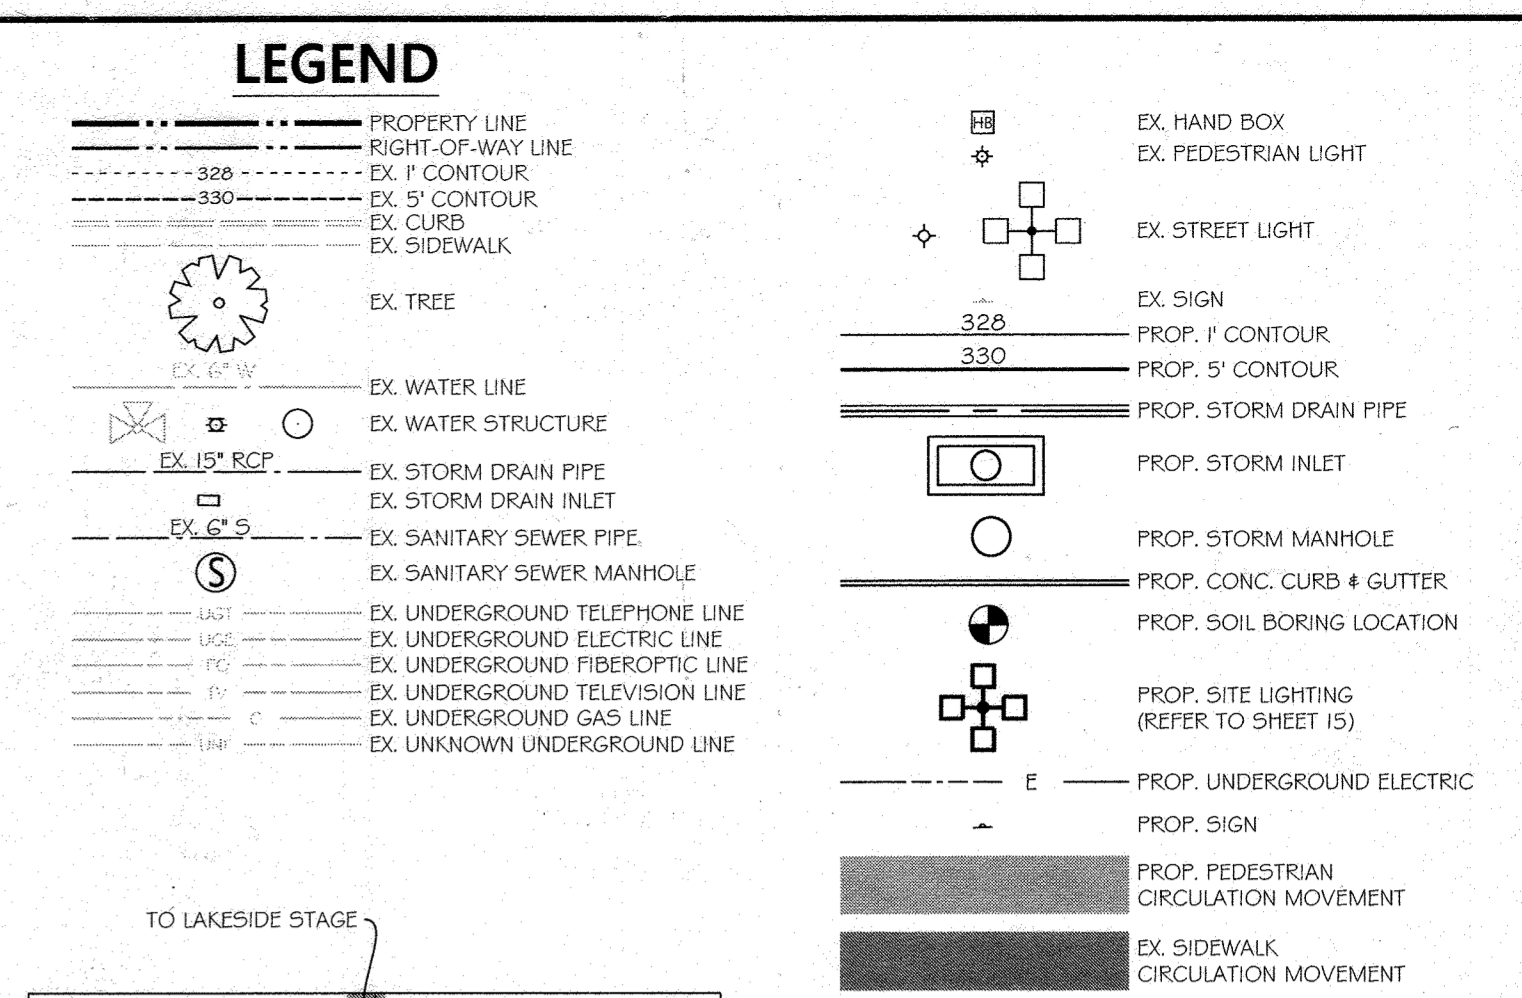 LEGEND
PROPERTY LINE
RIGHT-OF-WAY LINE
328 EX. 1' CONTOUR
330 EX. 5' CONTOUR
EX. CURB
EX. SIDEWALK
EX. TREE
EX. 6" W
EX. WATER LINE
EX. WATER STRUCTURE
EX. 15" RCP
EX. STORM DRAIN PIPE
EX. STORM DRAIN INLET
EX. 6" S
EX. SANITARY SEWER PIPE
S EX. SANITARY SEWER MANHOLE
UGT EX. UNDERGROUND TELEPHONE LINE
UGE EX. UNDERGROUND ELECTRIC LINE
FO EX. UNDERGROUND FIBEROPTIC LINE
TV EX. UNDERGROUND TELEVISION LINE
EX. UNDERGROUND GAS LINE
UNK EX. UNKNOWN UNDERGROUND LINE
TO LAKESIDE STAGE
HB EX. HAND BOX
EX. PEDESTRIAN LIGHT
EX. STREET LIGHT
EX. SIGN
328
PROP. 1' CONTOUR
330
PROP. 5' CONTOUR
PROP. STORM DRAIN PIPE
PROP. STORM INLET
PROP. STORM MANHOLE
PROP. CONC. CURB & GUTTER
PROP. SOIL BORING LOCATION
PROP. SITE LIGHTING
(REFER TO SHEET 15)
E PROP. UNDERGROUND ELECTRIC
PROP. SIGN
PROP. PEDESTRIAN
CIRCULATION MOVEMENT
EX. SIDEWALK
CIRCULATION MOVEMENT